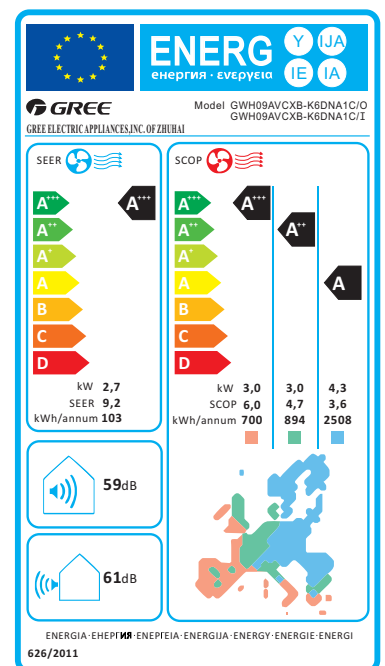 ENERG
енергия · ενεργεια
Y IJA
IE IA
GREE
Model GWH09AVCXB-K6DNA1C/O
GWH09AVCXB-K6DNA1C/I
GREE ELECTRIC APPLIANCES,INC. OF ZHUHAI
SEER
A+++
A++
A+
A
B
C
D
A+++
kW 2,7
SEER 9,2
kWh/annum 103
SCOP
A+++
A++
A+
A
B
C
D
A+++
A++
A
kW 3,0 3,0 4,3
SCOP 6,0 4,7 3,6
kWh/annum 700 894 2508
59dB
61dB
ENERGIA·ЕНЕРГИЯ·ΕΝΕΡΓΕΙΑ·ENERGIJA·ENERGY·ENERGIE·ENERGI
626/2011